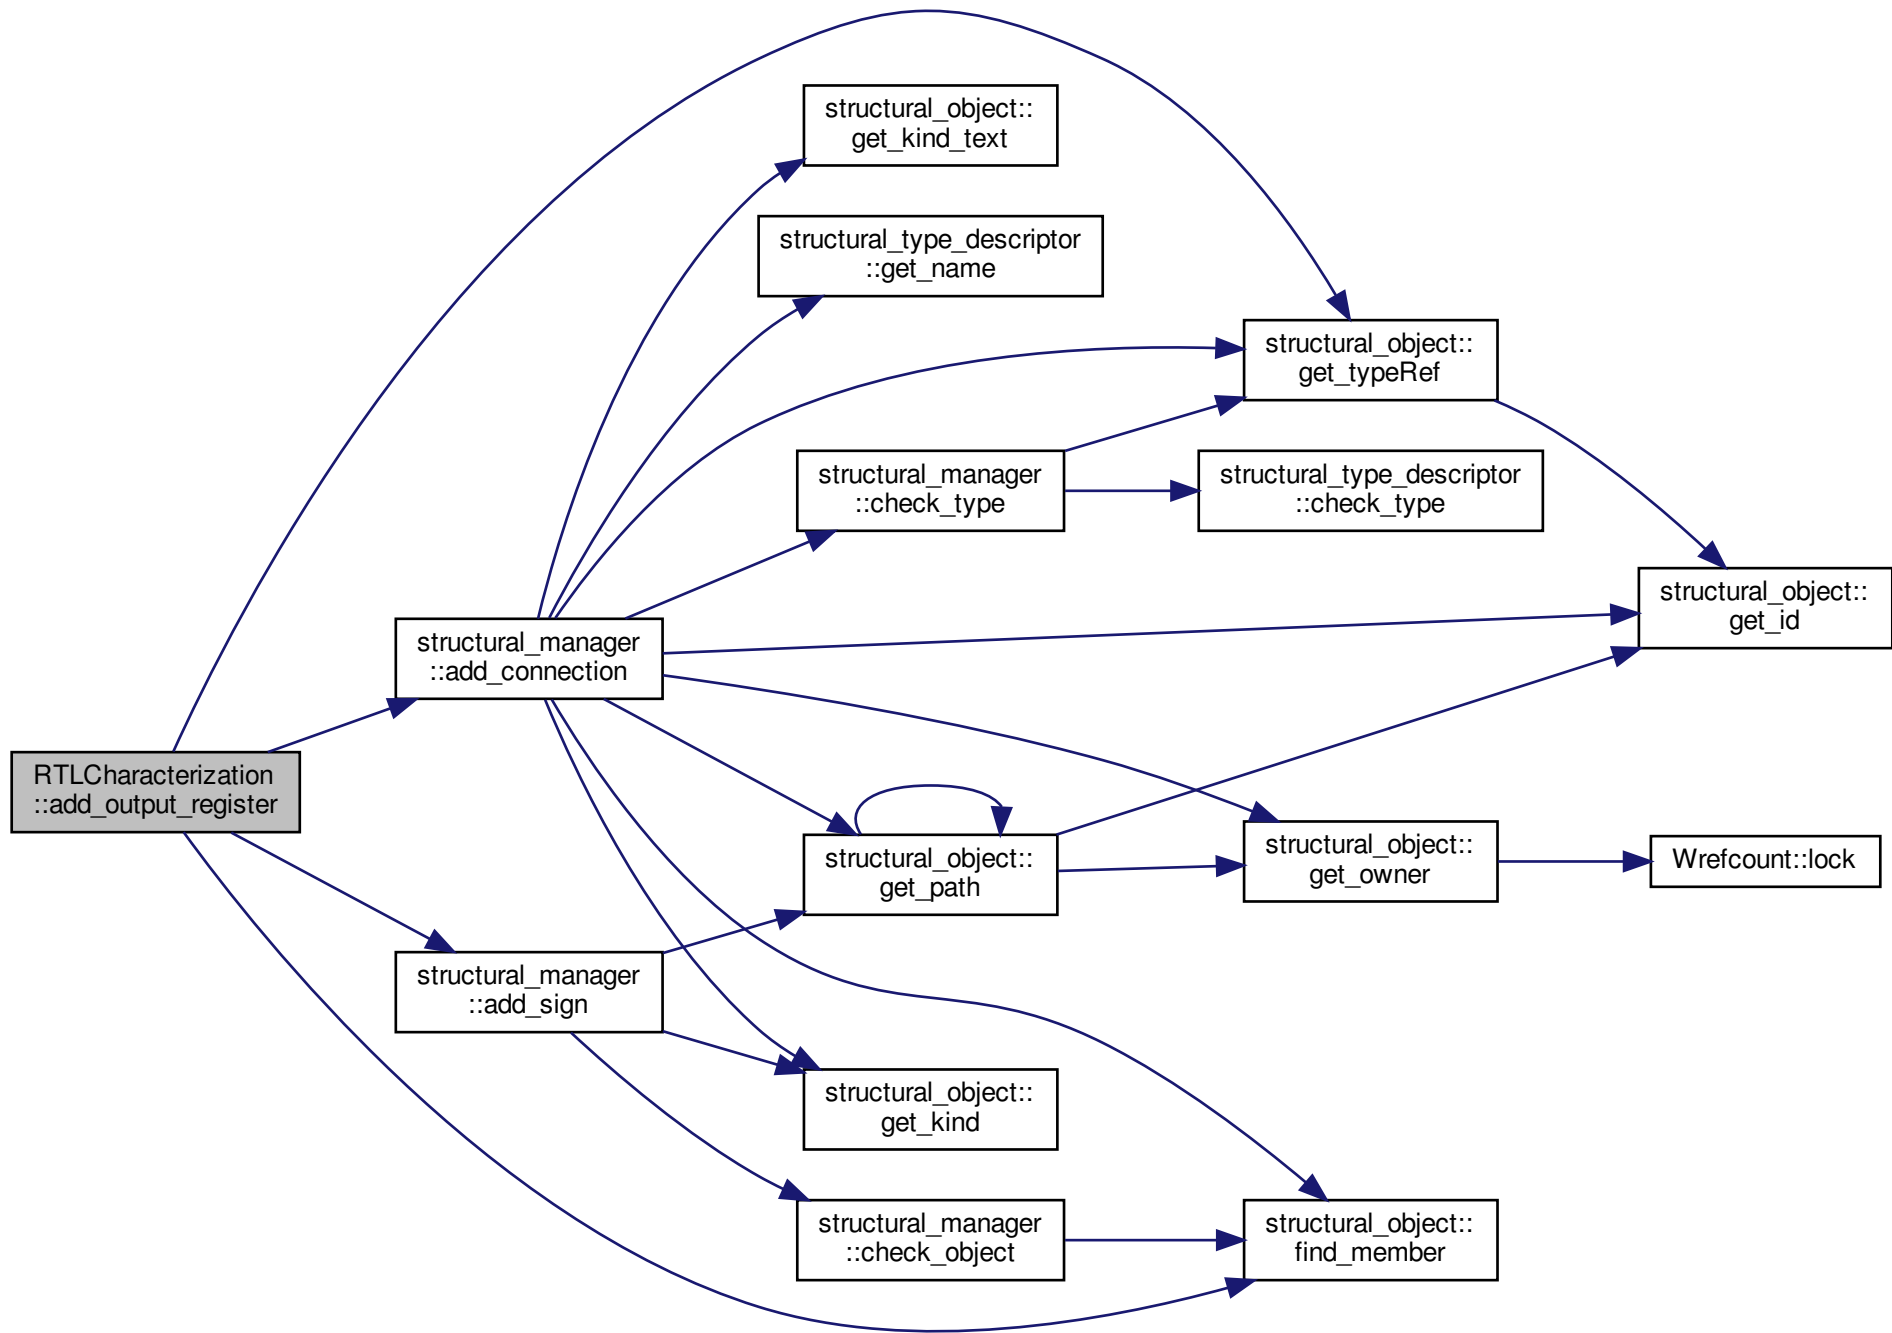 structural_object::
get_kind_text
structural_type_descriptor
::get_name
structural_object::
get_typeRef
structural_manager
::check_type
structural_type_descriptor
::check_type
structural_object::
get_id
structural_manager
::add_connection
RTLCharacterization
::add_output_register
structural_object::
get_path
structural_object::
get_owner
Wrefcount::lock
structural_manager
::add_sign
structural_object::
get_kind
structural_manager
::check_object
structural_object::
find_member